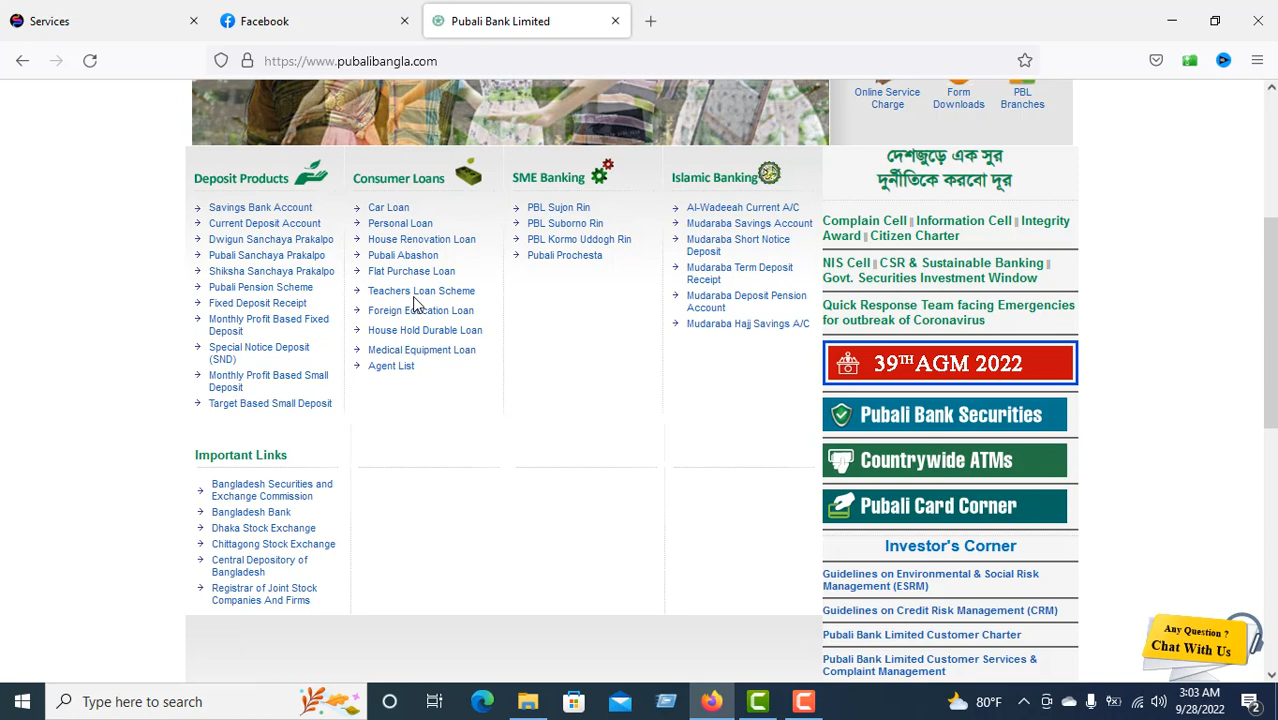 Services
Facebook
Pubali Bank Limited
https://www.pubalibangla.com
Online Service
Charge
Form
Downloads
PBL
Branches
Deposit Products
Savings Bank Account
Current Deposit Account
Dwigun Sanchaya Prakalpo
Pubali Sanchaya Prakalpo
Shiksha Sanchaya Prakalpo
Pubali Pension Scheme
Fixed Deposit Receipt
Monthly Profit Based Fixed
Deposit
Special Notice Deposit
(SND)
Monthly Profit Based Small
Deposit
Target Based Small Deposit
Consumer Loans
Car Loan
Personal Loan
House Renovation Loan
Pubali Abashon
Flat Purchase Loan
Teachers Loan Scheme
Foreign Education Loan
House Hold Durable Loan
Medical Equipment Loan
Agent List
SME Banking
PBL Sujon Rin
PBL Suborno Rin
PBL Kormo Uddogh Rin
Pubali Prochesta
Islamic Banking
Al-Wadeeah Current A/C
Mudaraba Savings Account
Mudaraba Short Notice
Deposit
Mudaraba Term Deposit
Receipt
Mudaraba Deposit Pension
Account
Mudaraba Hajj Savings A/C
দেশজুড়ে এক সুর
দুর্নীতিকে করবো দূর
Complain Cell || Information Cell || Integrity
Award || Citizen Charter
NIS Cell || CSR & Sustainable Banking ||
Govt. Securities Investment Window
Quick Response Team facing Emergencies
for outbreak of Coronavirus
39TH AGM 2022
Pubali Bank Securities
Countrywide ATMs
Pubali Card Corner
Investor's Corner
Guidelines on Environmental & Social Risk
Management (ESRM)
Guidelines on Credit Risk Management (CRM)
Pubali Bank Limited Customer Charter
Pubali Bank Limited Customer Services &
Complaint Management
Important Links
Bangladesh Securities and
Exchange Commission
Bangladesh Bank
Dhaka Stock Exchange
Chittagong Stock Exchange
Central Depository of
Bangladesh
Registrar of Joint Stock
Companies And Firms
Any Question ?
Chat With Us
Type here to search
80°F
3:03 AM
9/28/2022
2